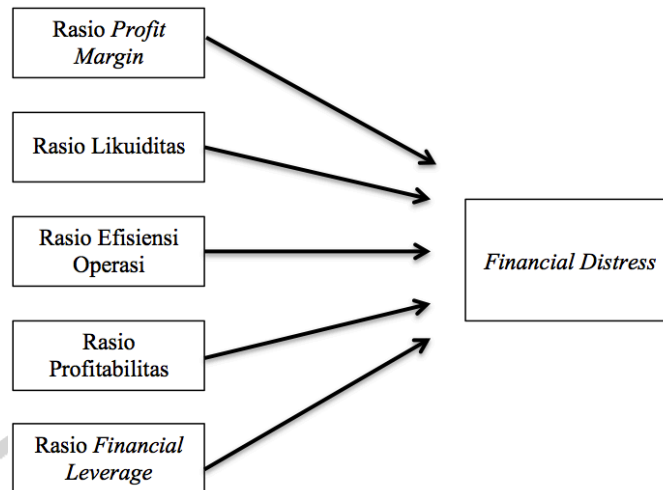 Rasio Profit
Margin
Rasio Likuiditas
Rasio Efisiensi
Operasi
Financial Distress
Rasio
Profitabilitas
Rasio Financial
Leverage